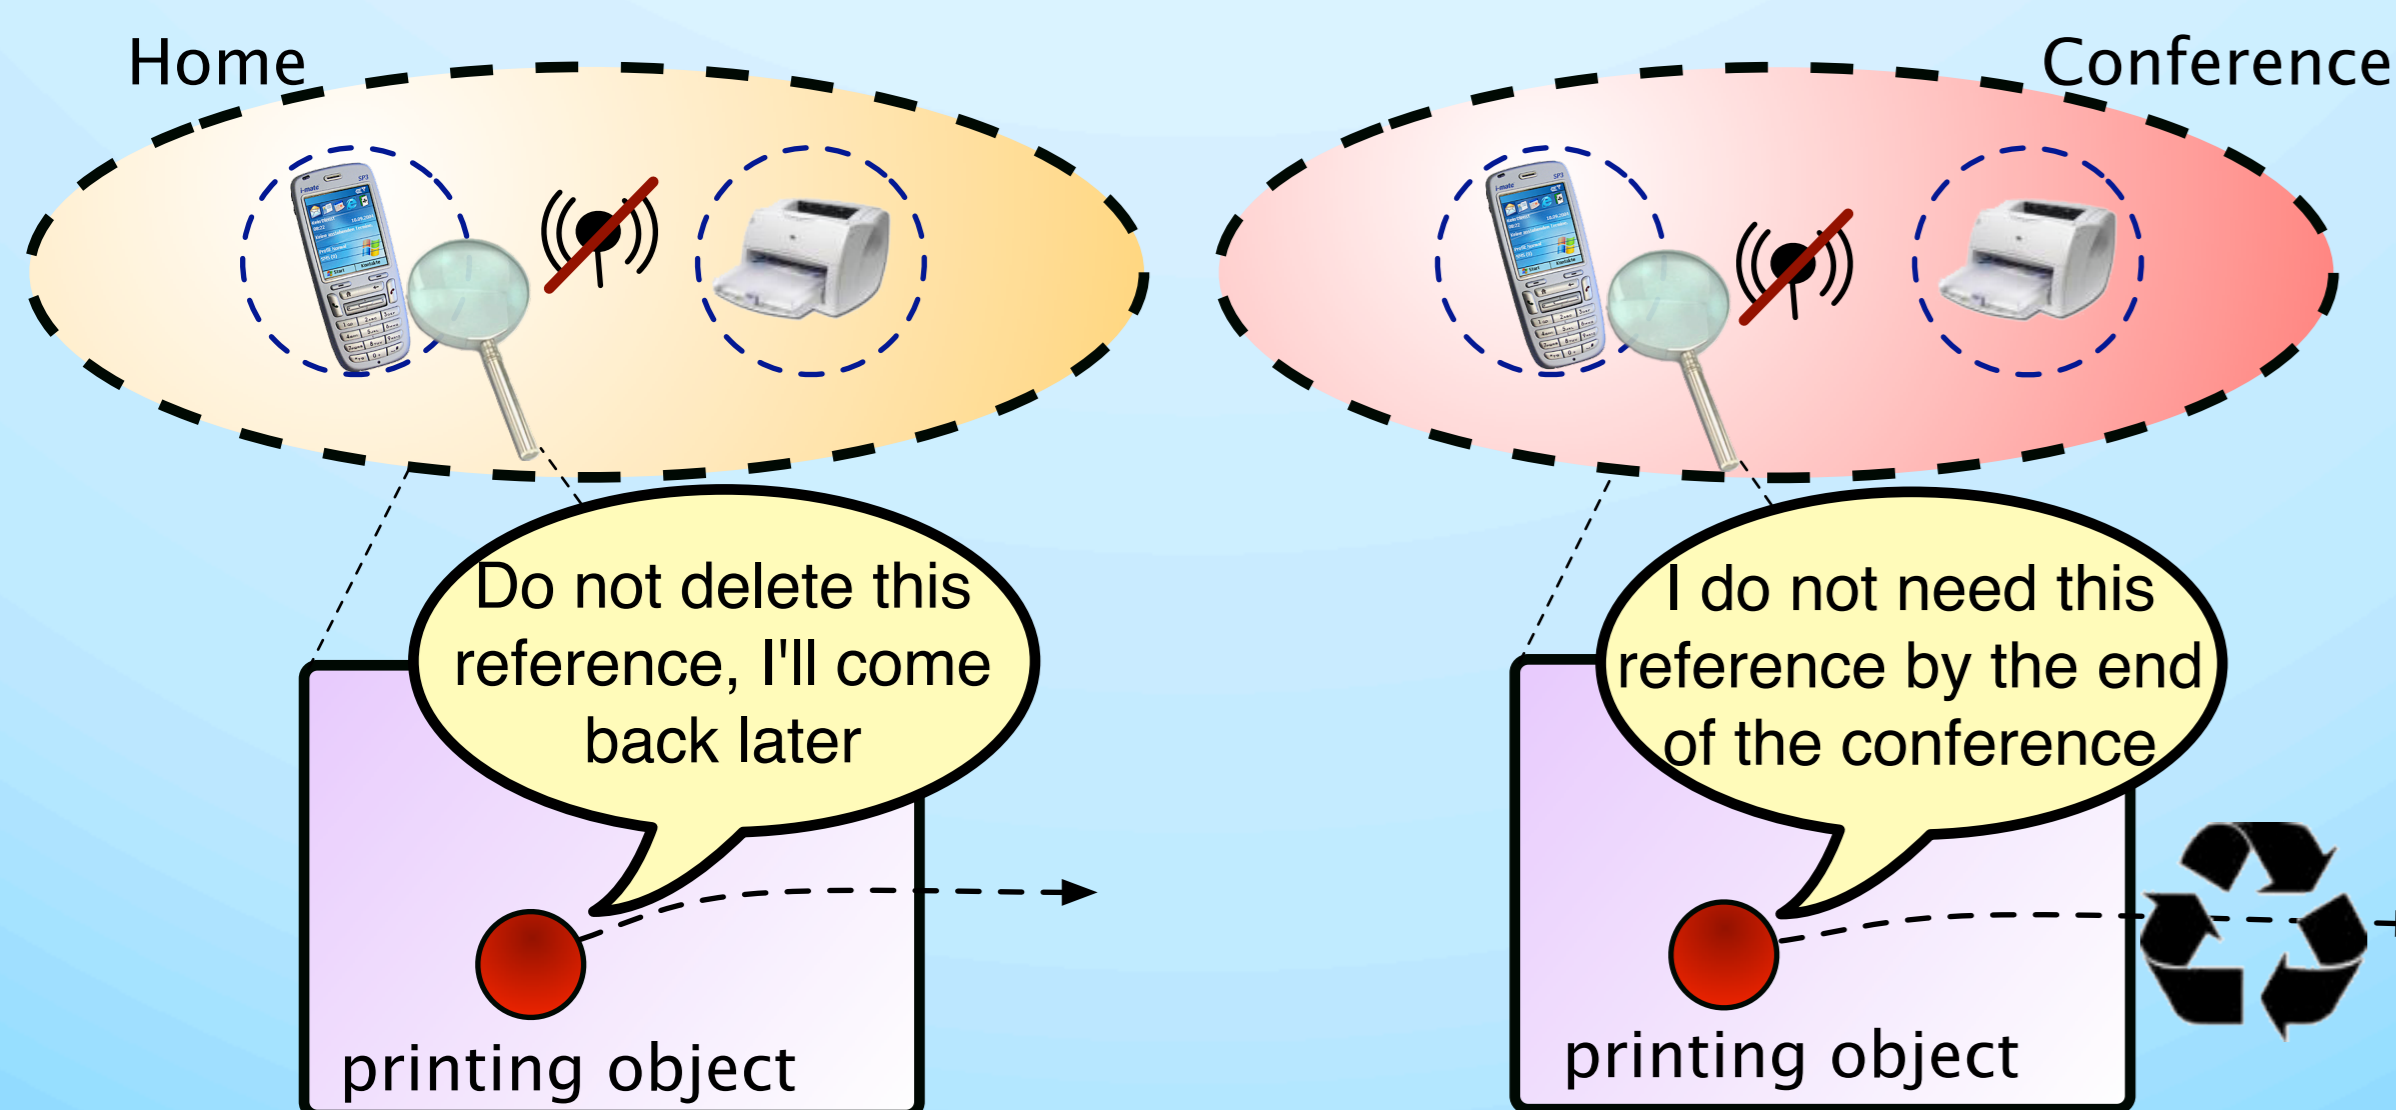 Home
Conference
Do not delete this
reference, I'll come
back later
I do not need this
reference by the end
of the conference
printing object
printing object